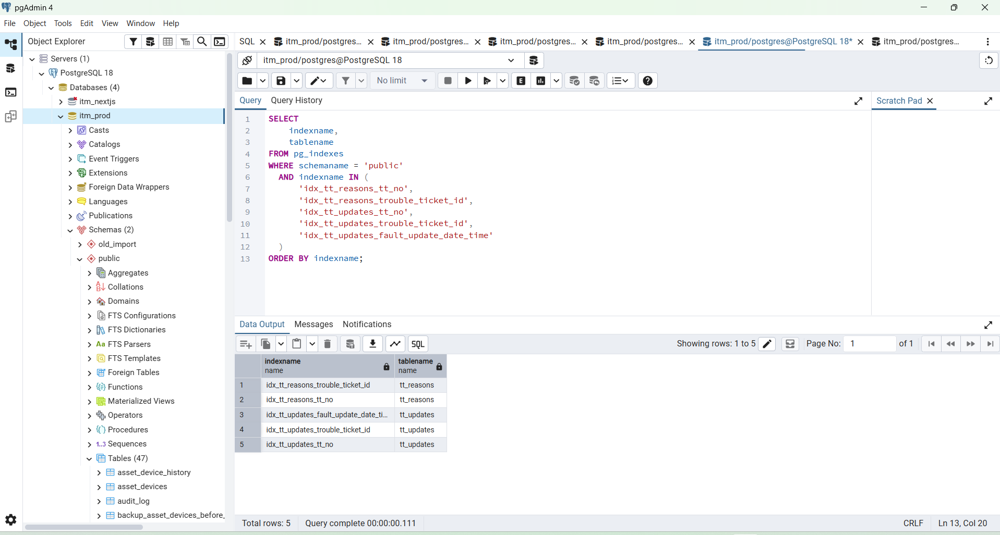 pgAdmin 4
File Object Tools Edit View Window Help
Object Explorer
SQL itm_prod/postgres... itm_prod/postgres... itm_prod/postgres... itm_prod/postgres... itm_prod/postgres@PostgreSQL 18* itm_prod/postgres...
Servers (1)
PostgreSQL 18
Databases (4)
itm_nextjs
itm_prod
Casts
Catalogs
Event Triggers
Extensions
Foreign Data Wrappers
Languages
Publications
Schemas (2)
old_import
public
Aggregates
Collations
Domains
FTS Configurations
FTS Dictionaries
Aa FTS Parsers
FTS Templates
Foreign Tables
Functions
Materialized Views
Operators
Procedures
1..3 Sequences
Tables (47)
asset_device_history
asset_devices
audit_log
backup_asset_devices_before_
itm_prod/postgres@PostgreSQL 18
No limit
E
Query Query History
Scratch Pad
1 SELECT
2 indexname,
3 tablename
4 FROM pg_indexes
5 WHERE schemaname = 'public'
6 AND indexname IN (
7 'idx_tt_reasons_tt_no',
8 'idx_tt_reasons_trouble_ticket_id',
9 'idx_tt_updates_tt_no',
10 'idx_tt_updates_trouble_ticket_id',
11 'idx_tt_updates_fault_update_date_time'
12 )
13 ORDER BY indexname;
Data Output Messages Notifications
SQL
Showing rows: 1 to 5
Page No: 1 of 1
indexname tablename
name name
1 idx_tt_reasons_trouble_ticket_id tt_reasons
2 idx_tt_reasons_tt_no tt_reasons
3 idx_tt_updates_fault_update_date_ti... tt_updates
4 idx_tt_updates_trouble_ticket_id tt_updates
5 idx_tt_updates_tt_no tt_updates
Total rows: 5 Query complete 00:00:00.111 CRLF Ln 13, Col 20